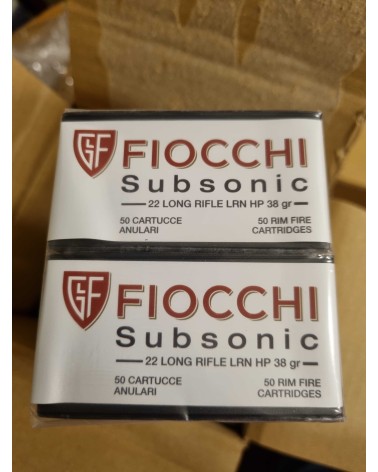 GF FIOCCHI
Subsonic
22 LONG RIFLE LRN HP 38 gr
50 CARTUCCE 50 RIM FIRE
ANULARI CARTRIDGES
GF FIOCCHI
Subsonic
22 LONG RIFLE LRN HP 38 gr
50 CARTUCCE 50 RIM FIRE
ANULARI CARTRIDGES